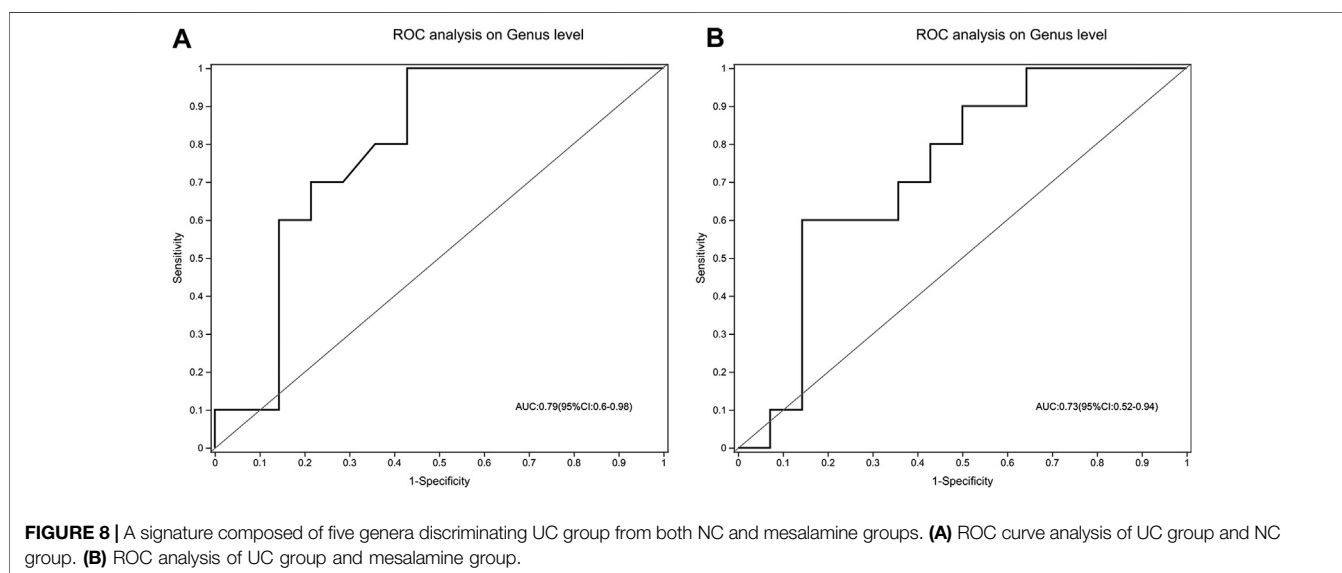 A
ROC analysis on Genus level
1
0.9
0.8
0.7
0.6
0.5
0.4
0.3
0.2
0.1
0
Sensitivity
0 0.1 0.2 0.3 0.4 0.5 0.6 0.7 0.8 0.9 1
1-Specificity
AUC:0.79(95%CI:0.6-0.98)
B
ROC analysis on Genus level
1
0.9
0.8
0.7
0.6
0.5
0.4
0.3
0.2
0.1
0
Sensitivity
0 0.1 0.2 0.3 0.4 0.5 0.6 0.7 0.8 0.9 1
1-Specificity
AUC:0.73(95%CI:0.52-0.94)
FIGURE 8 | A signature composed of five genera discriminating UC group from both NC and mesalamine groups. (A) ROC curve analysis of UC group and NC
group. (B) ROC analysis of UC group and mesalamine group.